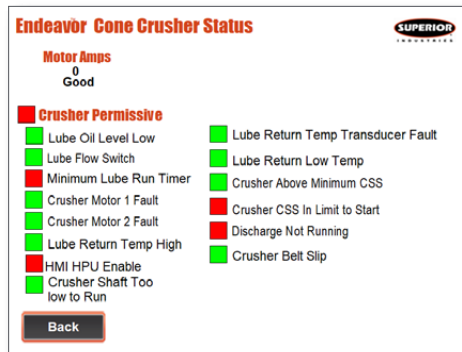 Endeavor Cone Crusher Status
SUPERIOR
INDUSTRIES
Motor Amps
0
Good
Crusher Permissive
Lube Oil Level Low
Lube Flow Switch
Minimum Lube Run Timer
Crusher Motor 1 Fault
Crusher Motor 2 Fault
Lube Return Temp High
HMI HPU Enable
Crusher Shaft Too
low to Run
Lube Return Temp Transducer Fault
Lube Return Low Temp
Crusher Above Minimum CSS
Crusher CSS In Limit to Start
Discharge Not Running
Crusher Belt Slip
Back